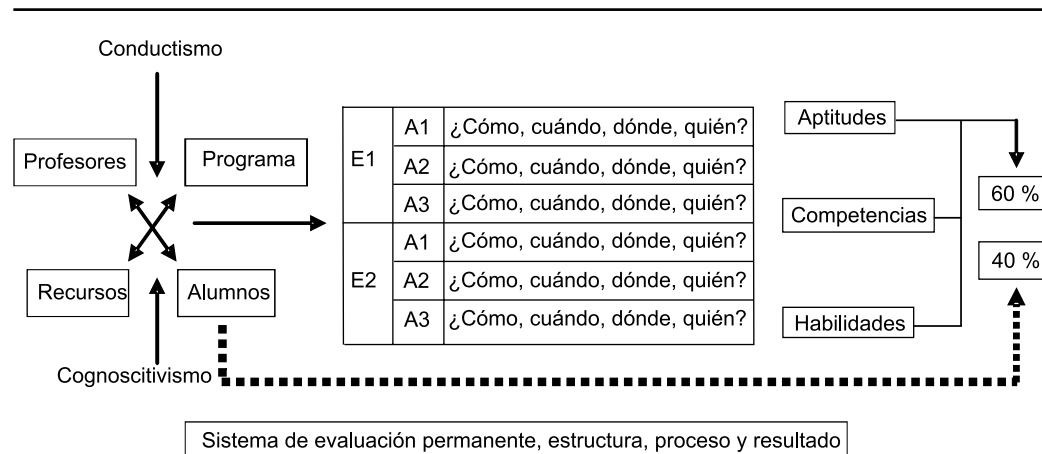 Conductismo
Profesores
Programa
Recursos
Alumnos
Cognoscitivismo
E1
A1 ¿Cómo, cuándo, dónde, quién?
A2 ¿Cómo, cuándo, dónde, quién?
A3 ¿Cómo, cuándo, dónde, quién?
E2
A1 ¿Cómo, cuándo, dónde, quién?
A2 ¿Cómo, cuándo, dónde, quién?
A3 ¿Cómo, cuándo, dónde, quién?
Aptitudes
Competencias
Habilidades
60 %
40 %
Sistema de evaluación permanente, estructura, proceso y resultado